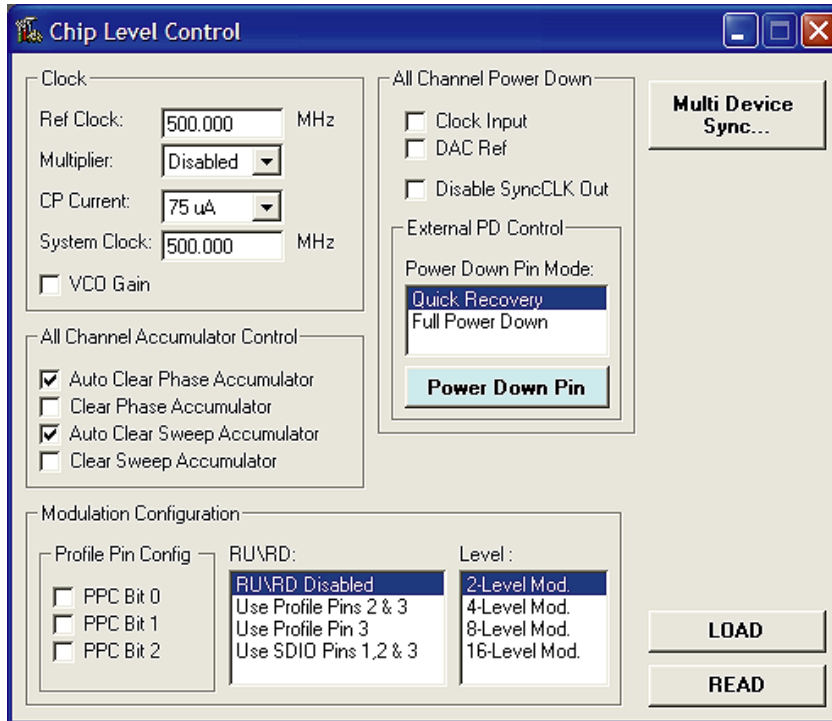 Chip Level Control
Clock
Ref Clock: 500.000 MHz
Multiplier: Disabled
CP Current: 75 uA
System Clock: 500.000 MHz
VCO Gain
All Channel Accumulator Control
Auto Clear Phase Accumulator
Clear Phase Accumulator
Auto Clear Sweep Accumulator
Clear Sweep Accumulator
All Channel Power Down
Clock Input
DAC Ref
Disable SyncCLK Out
External PD Control
Power Down Pin Mode:
Quick Recovery
Full Power Down
Power Down Pin
Multi Device
Sync...
Modulation Configuration
Profile Pin Config
PPC Bit 0
PPC Bit 1
PPC Bit 2
RU\RD:
RU\RD Disabled
Use Profile Pins 2 & 3
Use Profile Pin 3
Use SDIO Pins 1,2 & 3
Level :
2-Level Mod.
4-Level Mod.
8-Level Mod.
16-Level Mod.
LOAD
READ